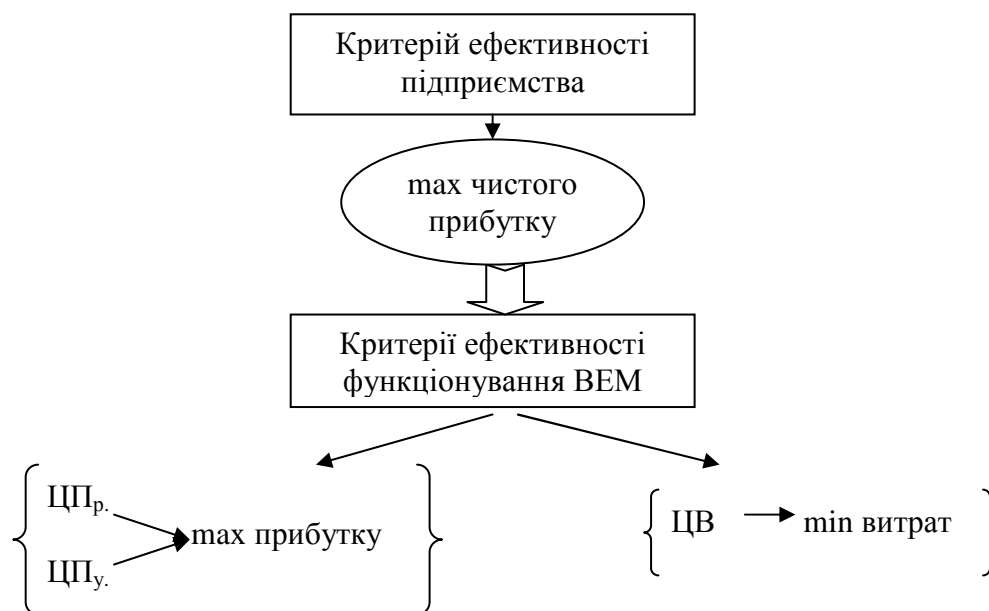 Критерій ефективності
підприємства
max чистого
прибутку
Критерії ефективності
функціонування ВЕМ
ЦПр.
max прибутку
ЦПу.
ЦВ
min витрат